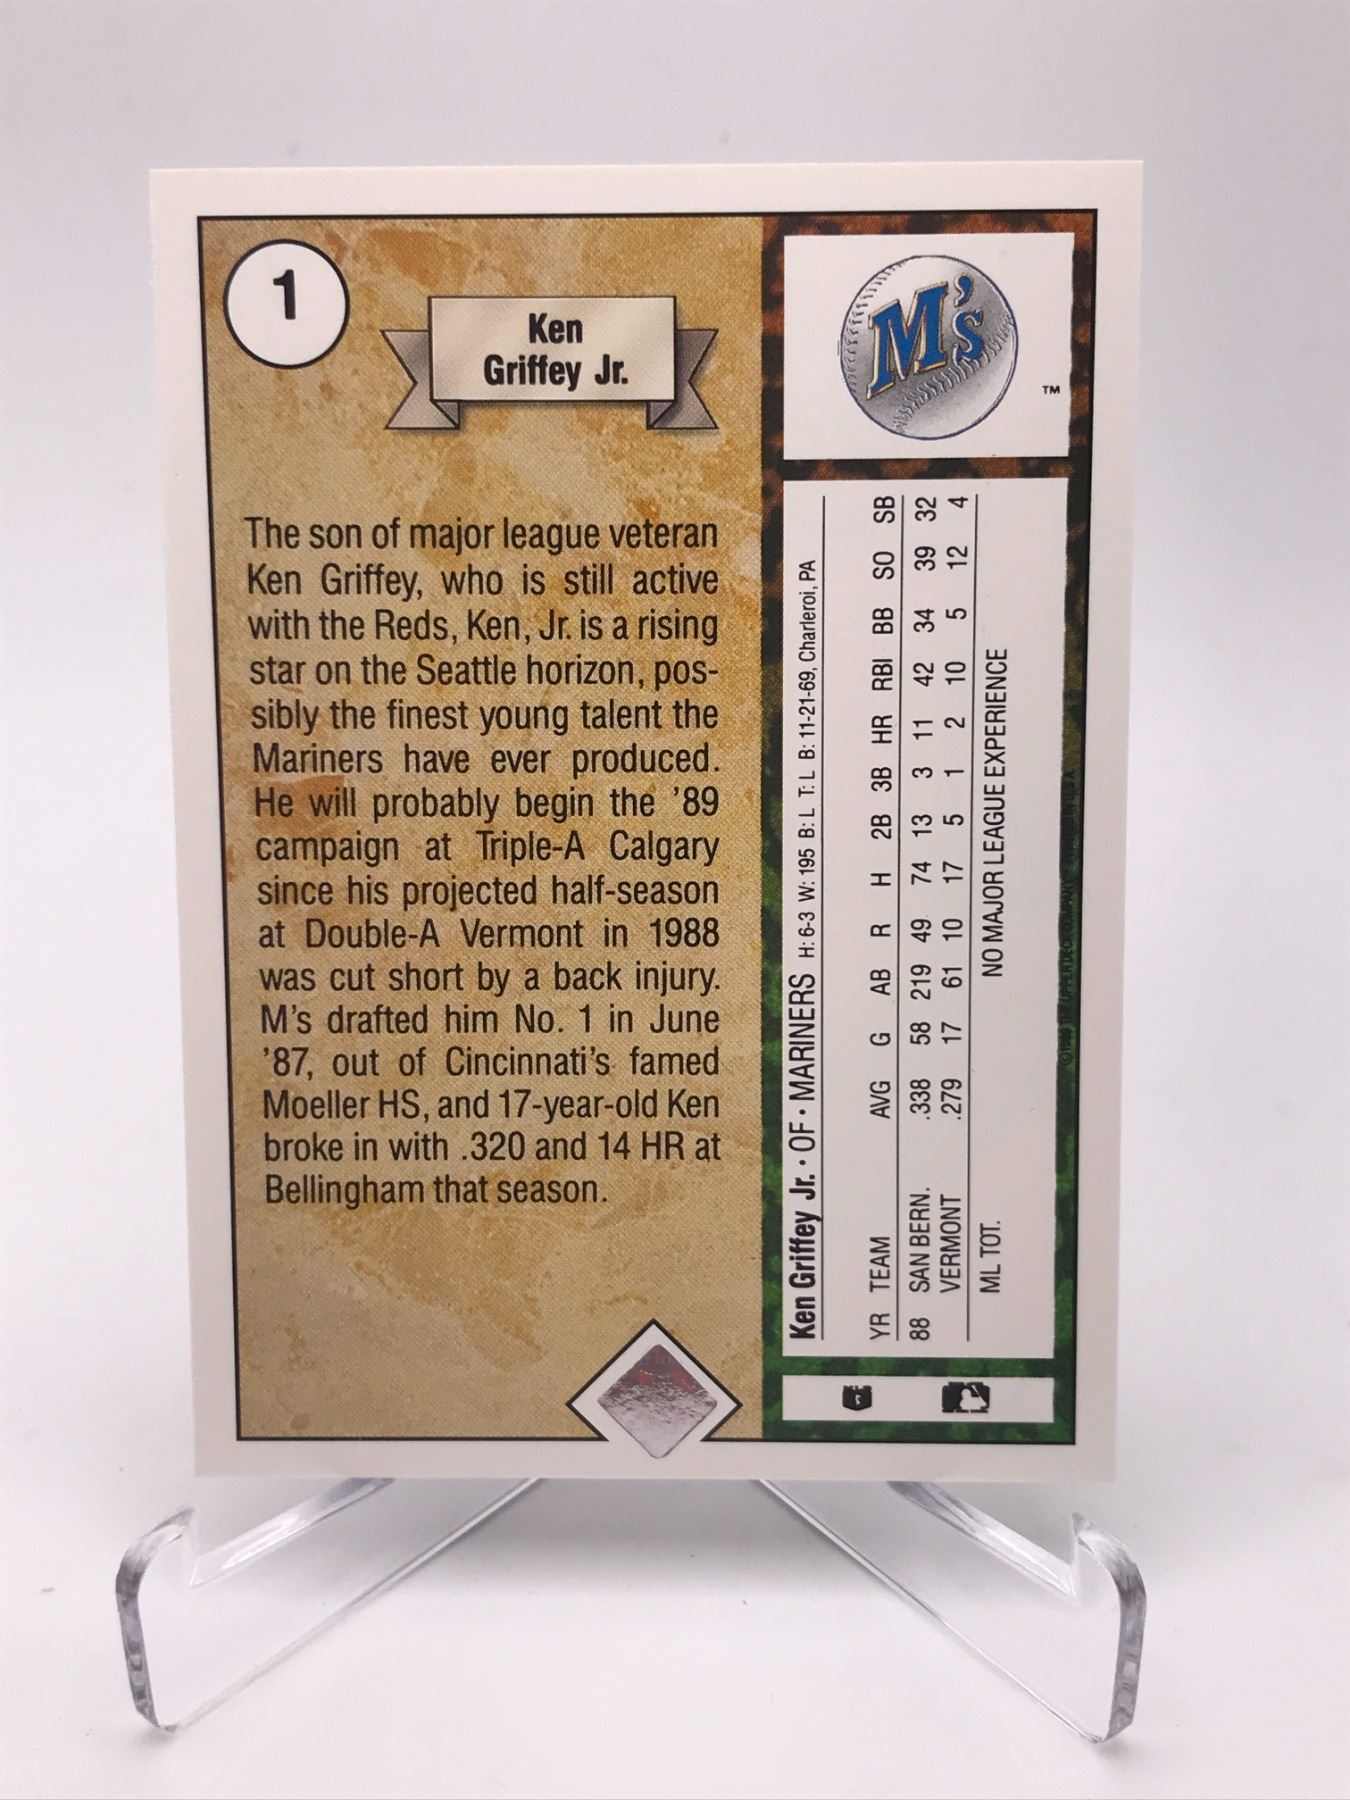 1
Ken
Griffey Jr.
The son of major league veteran
Ken Griffey, who is still active
with the Reds, Ken, Jr. is a rising
star on the Seattle horizon, pos-
sibly the finest young talent the
Mariners have ever produced.
He will probably begin the '89
campaign at Triple-A Calgary
since his projected half-season
at Double-A Vermont in 1988
was cut short by a back injury.
M's drafted him No. 1 in June
'87, out of Cincinnati's famed
Moeller HS, and 17-year-old Ken
broke in with .320 and 14 HR at
Bellingham that season.
M's
TM
Ken Griffey Jr. • OF • MARINERS H: 6-3 W: 195 B: L T: L B: 11-21-69, Charleroi, PA
YR TEAM AVG G AB R H 2B 3B HR RBI BB SO SB
88 SAN BERN. .338 58 219 49 74 13 3 11 42 34 39 32
VERMONT .279 17 61 10 17 5 1 2 10 5 12 4
ML TOT. NO MAJOR LEAGUE EXPERIENCE
THE UPPER DECK COMPANY